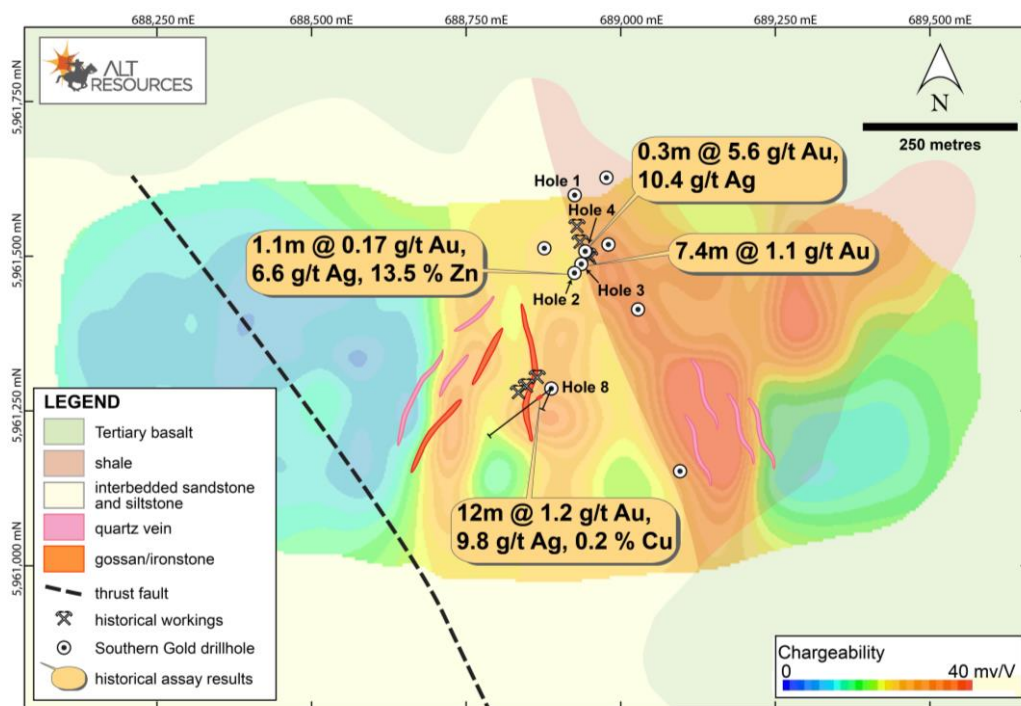 688,250 mE
688,500 mE
688,750 mE
689,000 mE
689,250 mE
689,500 mE
ALT
RESOURCES
5,961,750 mN
N
250 metres
0.3m @ 5.6 g/t Au,
10.4 g/t Ag
Hole 1
Hole 4
5,961,500 mN
1.1m @ 0.17 g/t Au,
6.6 g/t Ag, 13.5 % Zn
7.4m @ 1.1 g/t Au
Hole 2
Hole 3
5,961,250 mN
Hole 8
12m @ 1.2 g/t Au,
9.8 g/t Ag, 0.2 % Cu
5,961,000 mN
LEGEND
Tertiary basalt
shale
interbedded sandstone
and siltstone
quartz vein
gossan/ironstone
thrust fault
historical workings
Southern Gold drillhole
historical assay results
Chargeability
0
40 mv/V